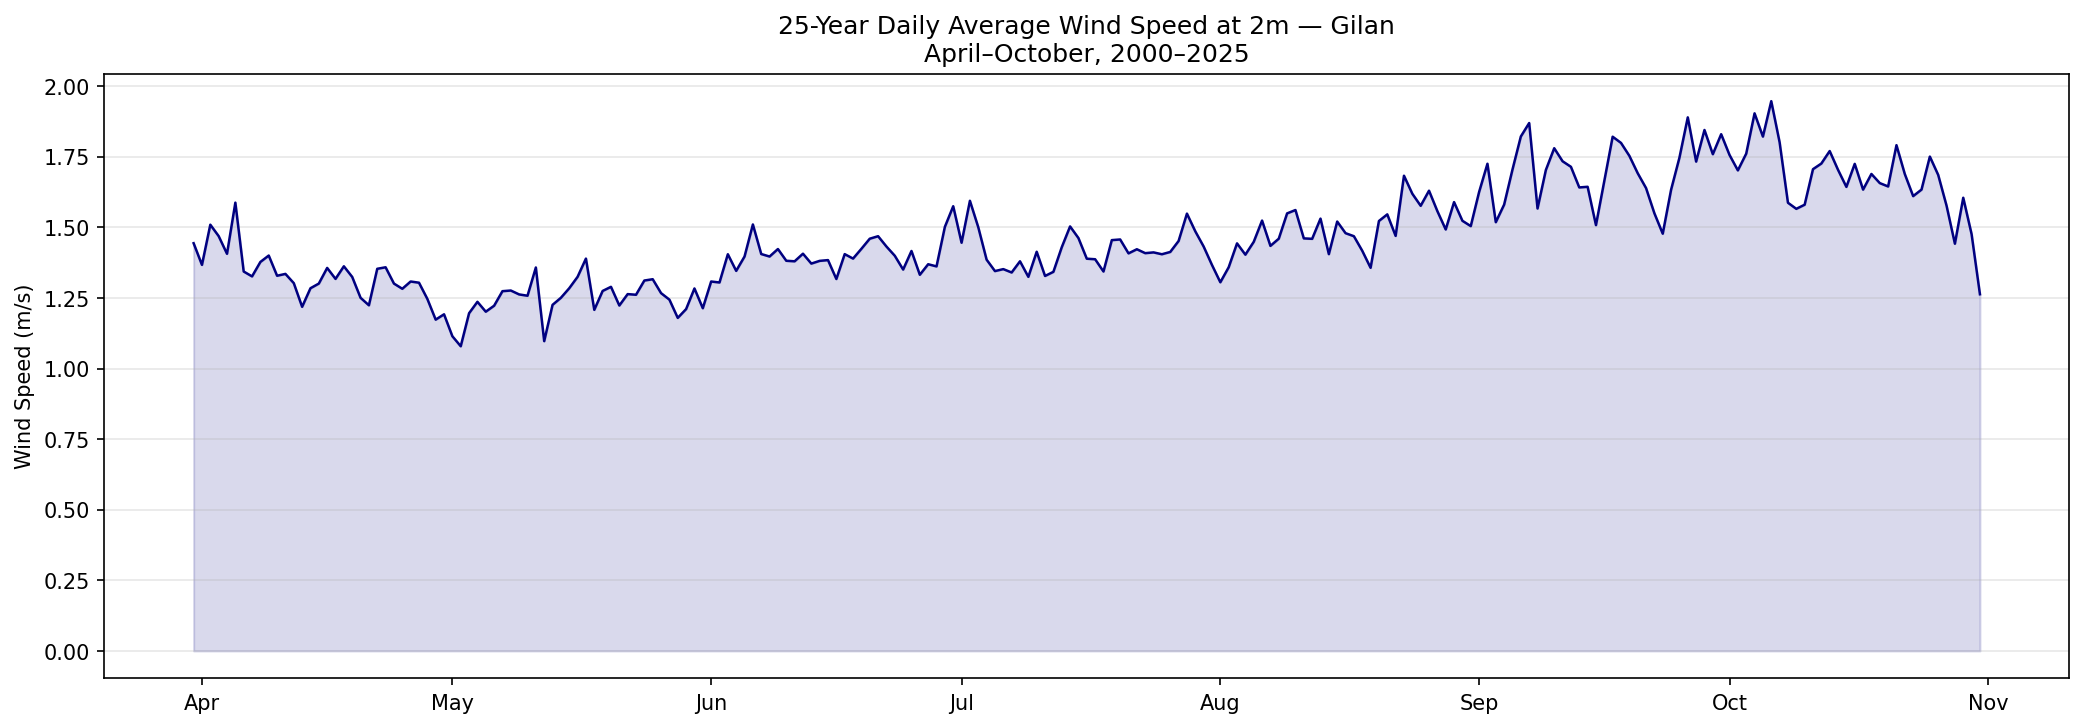 25-Year Daily Average Wind Speed at 2m — Gilan
April–October, 2000–2025
Wind Speed (m/s)
2.00
1.75
1.50
1.25
1.00
0.75
0.50
0.25
0.00
Apr
May
Jun
Jul
Aug
Sep
Oct
Nov